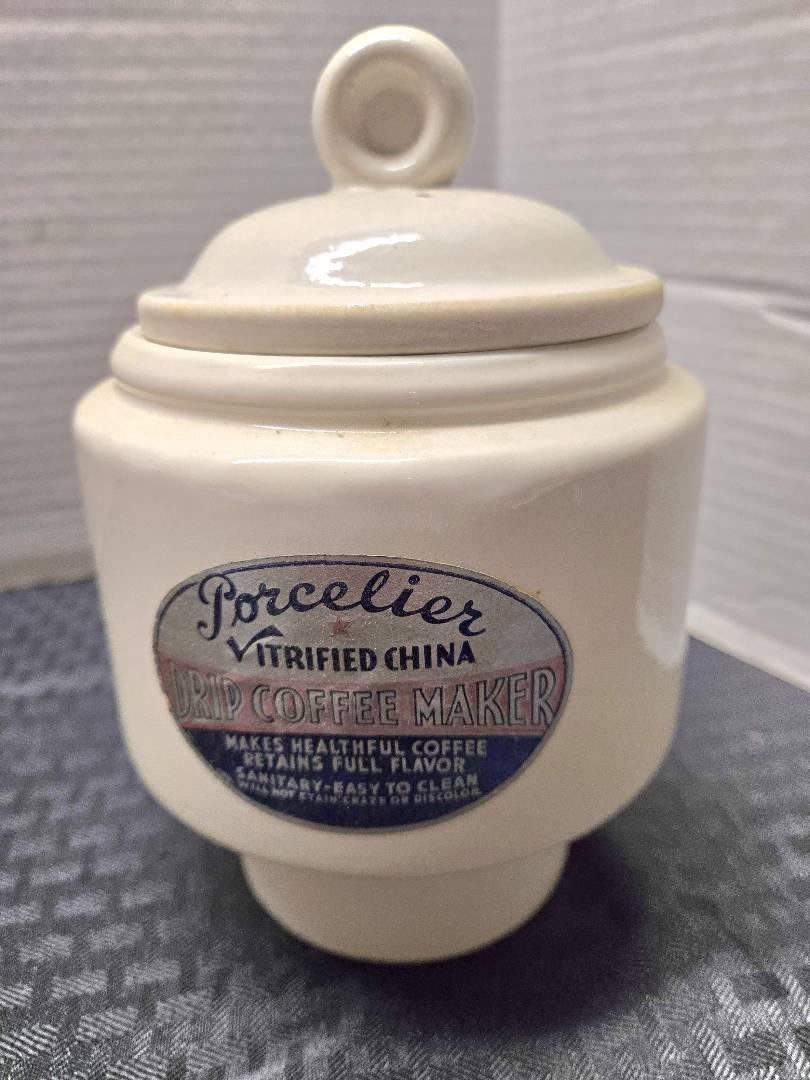 Porcelier
VITRIFIED CHINA
DRIP COFFEE MAKER
MAKES HEALTHFUL COFFEE
RETAINS FULL FLAVOR
SANITARY-EASY TO CLEAN
WILL NOT STAIN CRAZE OR DISCOLOR